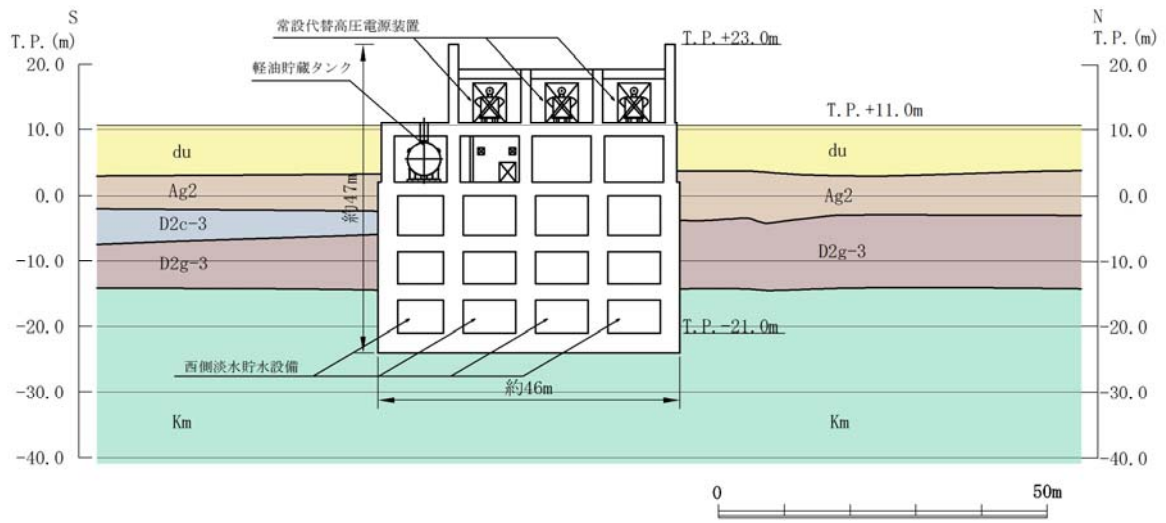 S
N
T.P.(m)
T.P.(m)
常設代替高圧電源装置
T.P.+23.0m
20.0
20.0
軽油貯蔵タンク
T.P.+11.0m
10.0
10.0
du
du
約47m
Ag2
Ag2
0.0
0.0
D2c-3
D2g-3
D2g-3
-10.0
-10.0
-20.0
T.P.-21.0m
-20.0
西側淡水貯水設備
約46m
-30.0
-30.0
Km
Km
-40.0
-40.0
0
50m